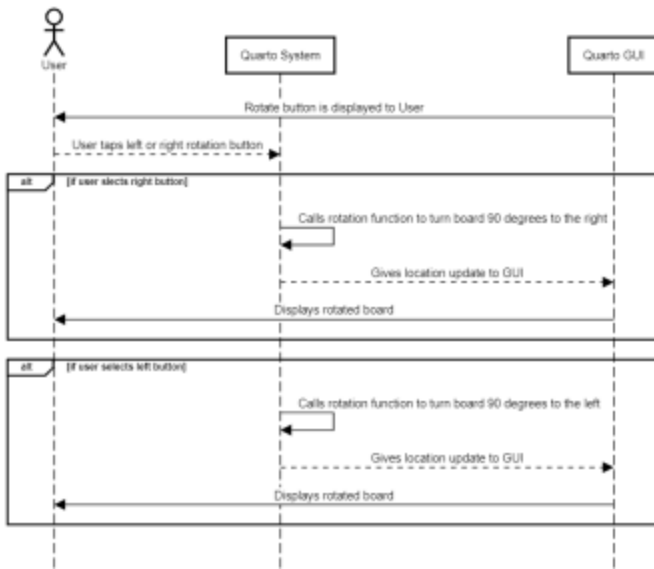 User
Quarto System
Quarto GUI
Rotate button is displayed to User
User taps left or right rotation button
alt
[if user slects right button]
Calls rotation function to turn board 90 degrees to the right
Gives location update to GUI
Displays rotated board
alt
[if user selects left button]
Calls rotation function to turn board 90 degrees to the left
Gives location update to GUI
Displays rotated board